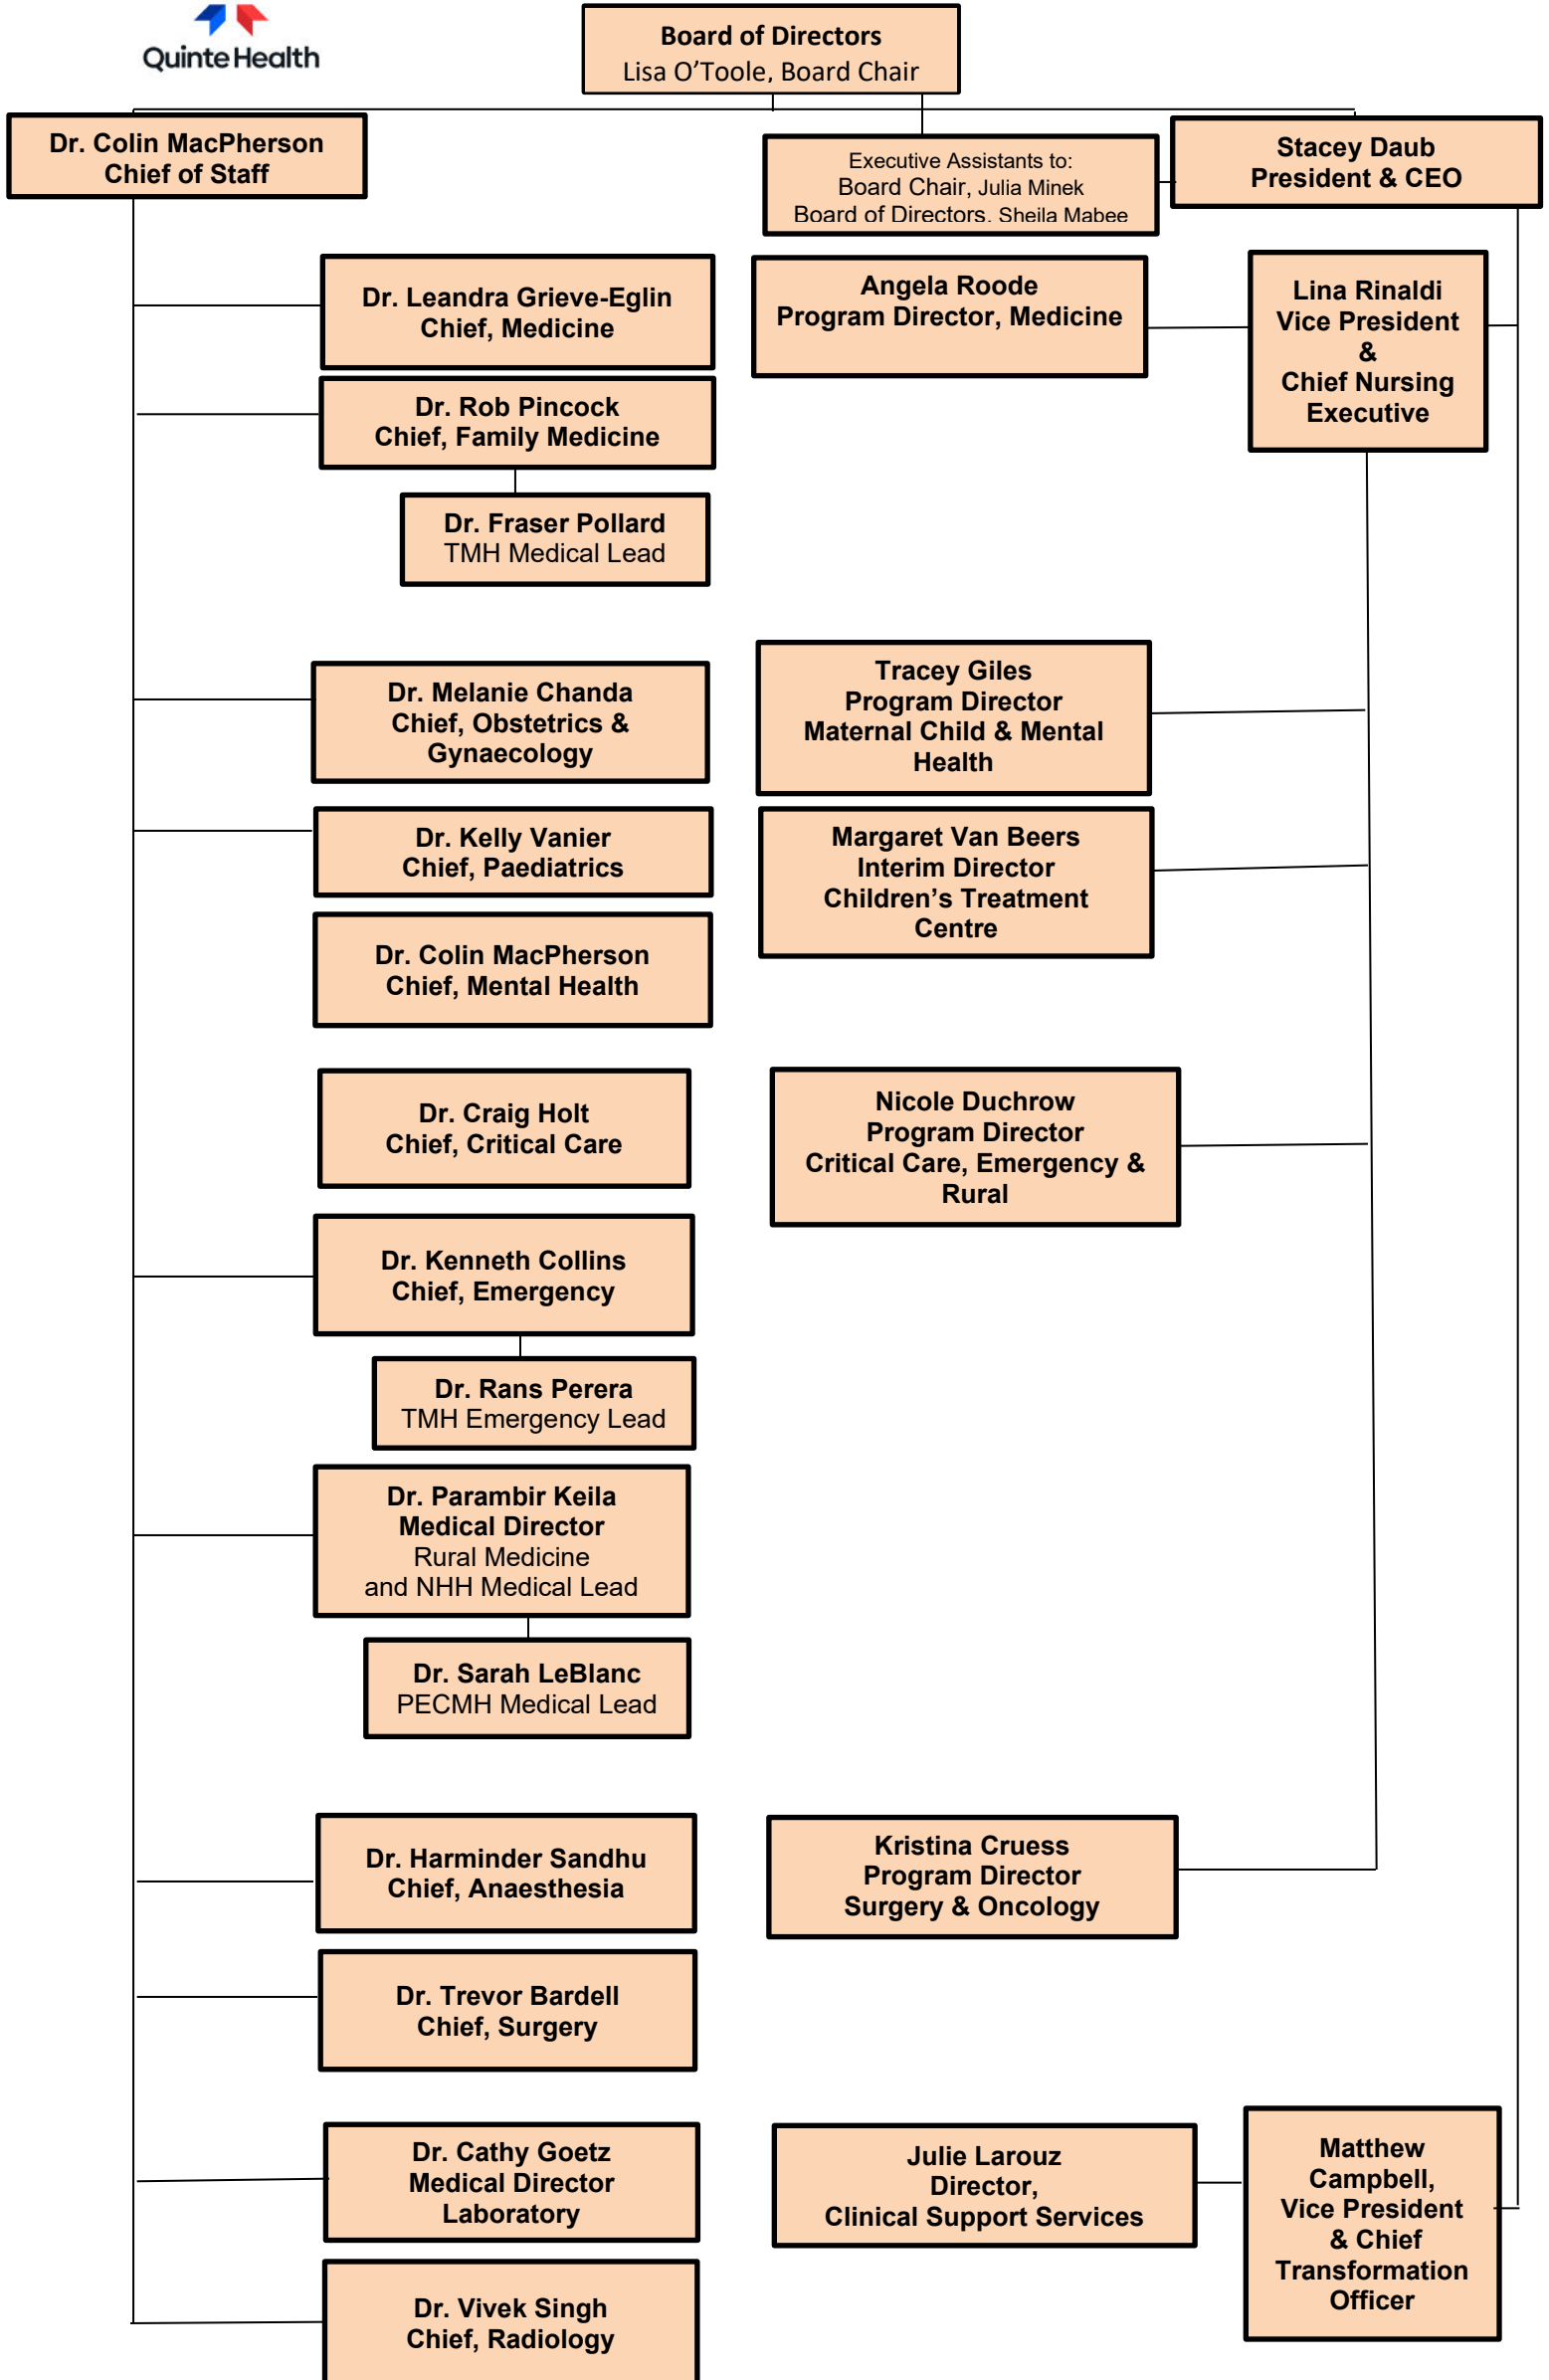 Quinte Health
Board of Directors
Lisa O'Toole, Board Chair
Dr. Colin MacPherson
Chief of Staff
Executive Assistants to:
Board Chair, Julia Minek
Board of Directors, Sheila Mabee
Stacey Daub
President & CEO
Dr. Leandra Grieve-Eglin
Chief, Medicine
Angela Roode
Program Director, Medicine
Lina Rinaldi
Vice President
&
Chief Nursing
Executive
Dr. Rob Pincock
Chief, Family Medicine
Dr. Fraser Pollard
TMH Medical Lead
Dr. Melanie Chanda
Chief, Obstetrics &
Gynaecology
Tracey Giles
Program Director
Maternal Child & Mental
Health
Dr. Kelly Vanier
Chief, Paediatrics
Margaret Van Beers
Interim Director
Children's Treatment
Centre
Dr. Colin MacPherson
Chief, Mental Health
Dr. Craig Holt
Chief, Critical Care
Nicole Duchrow
Program Director
Critical Care, Emergency &
Rural
Dr. Kenneth Collins
Chief, Emergency
Dr. Rans Perera
TMH Emergency Lead
Dr. Parambir Keila
Medical Director
Rural Medicine
and NHH Medical Lead
Dr. Sarah LeBlanc
PECMH Medical Lead
Dr. Harminder Sandhu
Chief, Anaesthesia
Kristina Cruess
Program Director
Surgery & Oncology
Dr. Trevor Bardell
Chief, Surgery
Dr. Cathy Goetz
Medical Director
Laboratory
Julie Larouz
Director,
Clinical Support Services
Matthew
Campbell,
Vice President
& Chief
Transformation
Officer
Dr. Vivek Singh
Chief, Radiology